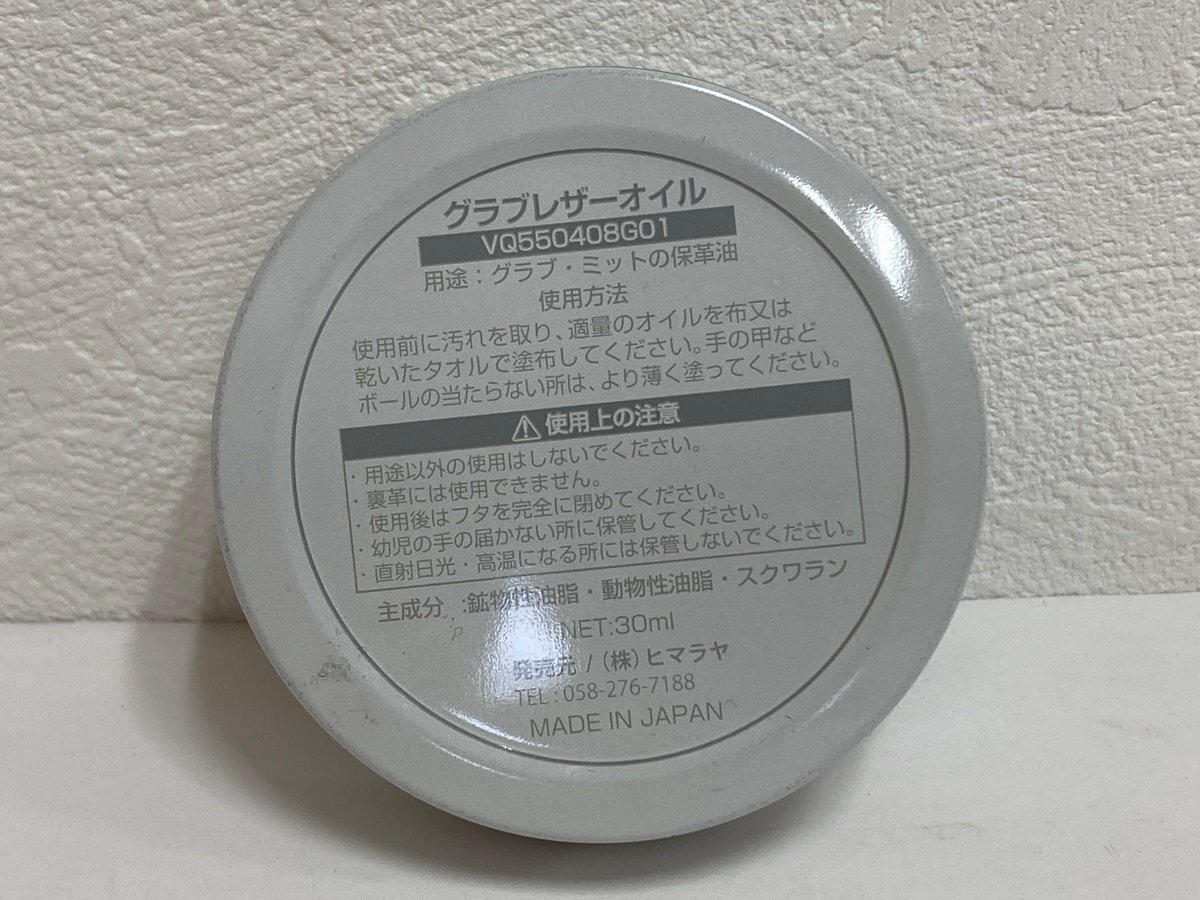 グラブレザーオイル
VQ550408G01
用途：グラブ・ミットの保革油
使用方法
使用前に汚れを取り、適量のオイルを布又は
乾いたタオルで塗布してください。手の甲など
ボールの当たらない所は、より薄く塗ってください。
⚠使用上の注意
・用途以外の使用はしないでください。
・裏革には使用できません。
・使用後はフタを完全に閉めてください。
・幼児の手の届かない所に保管してください。
・直射日光・高温になる所には保管しないでください。
主成分 :鉱物性油脂・動物性油脂・スクワラン
NET:30ml
発売元 /（株）ヒマラヤ
TEL : 058-276-7188
MADE IN JAPAN